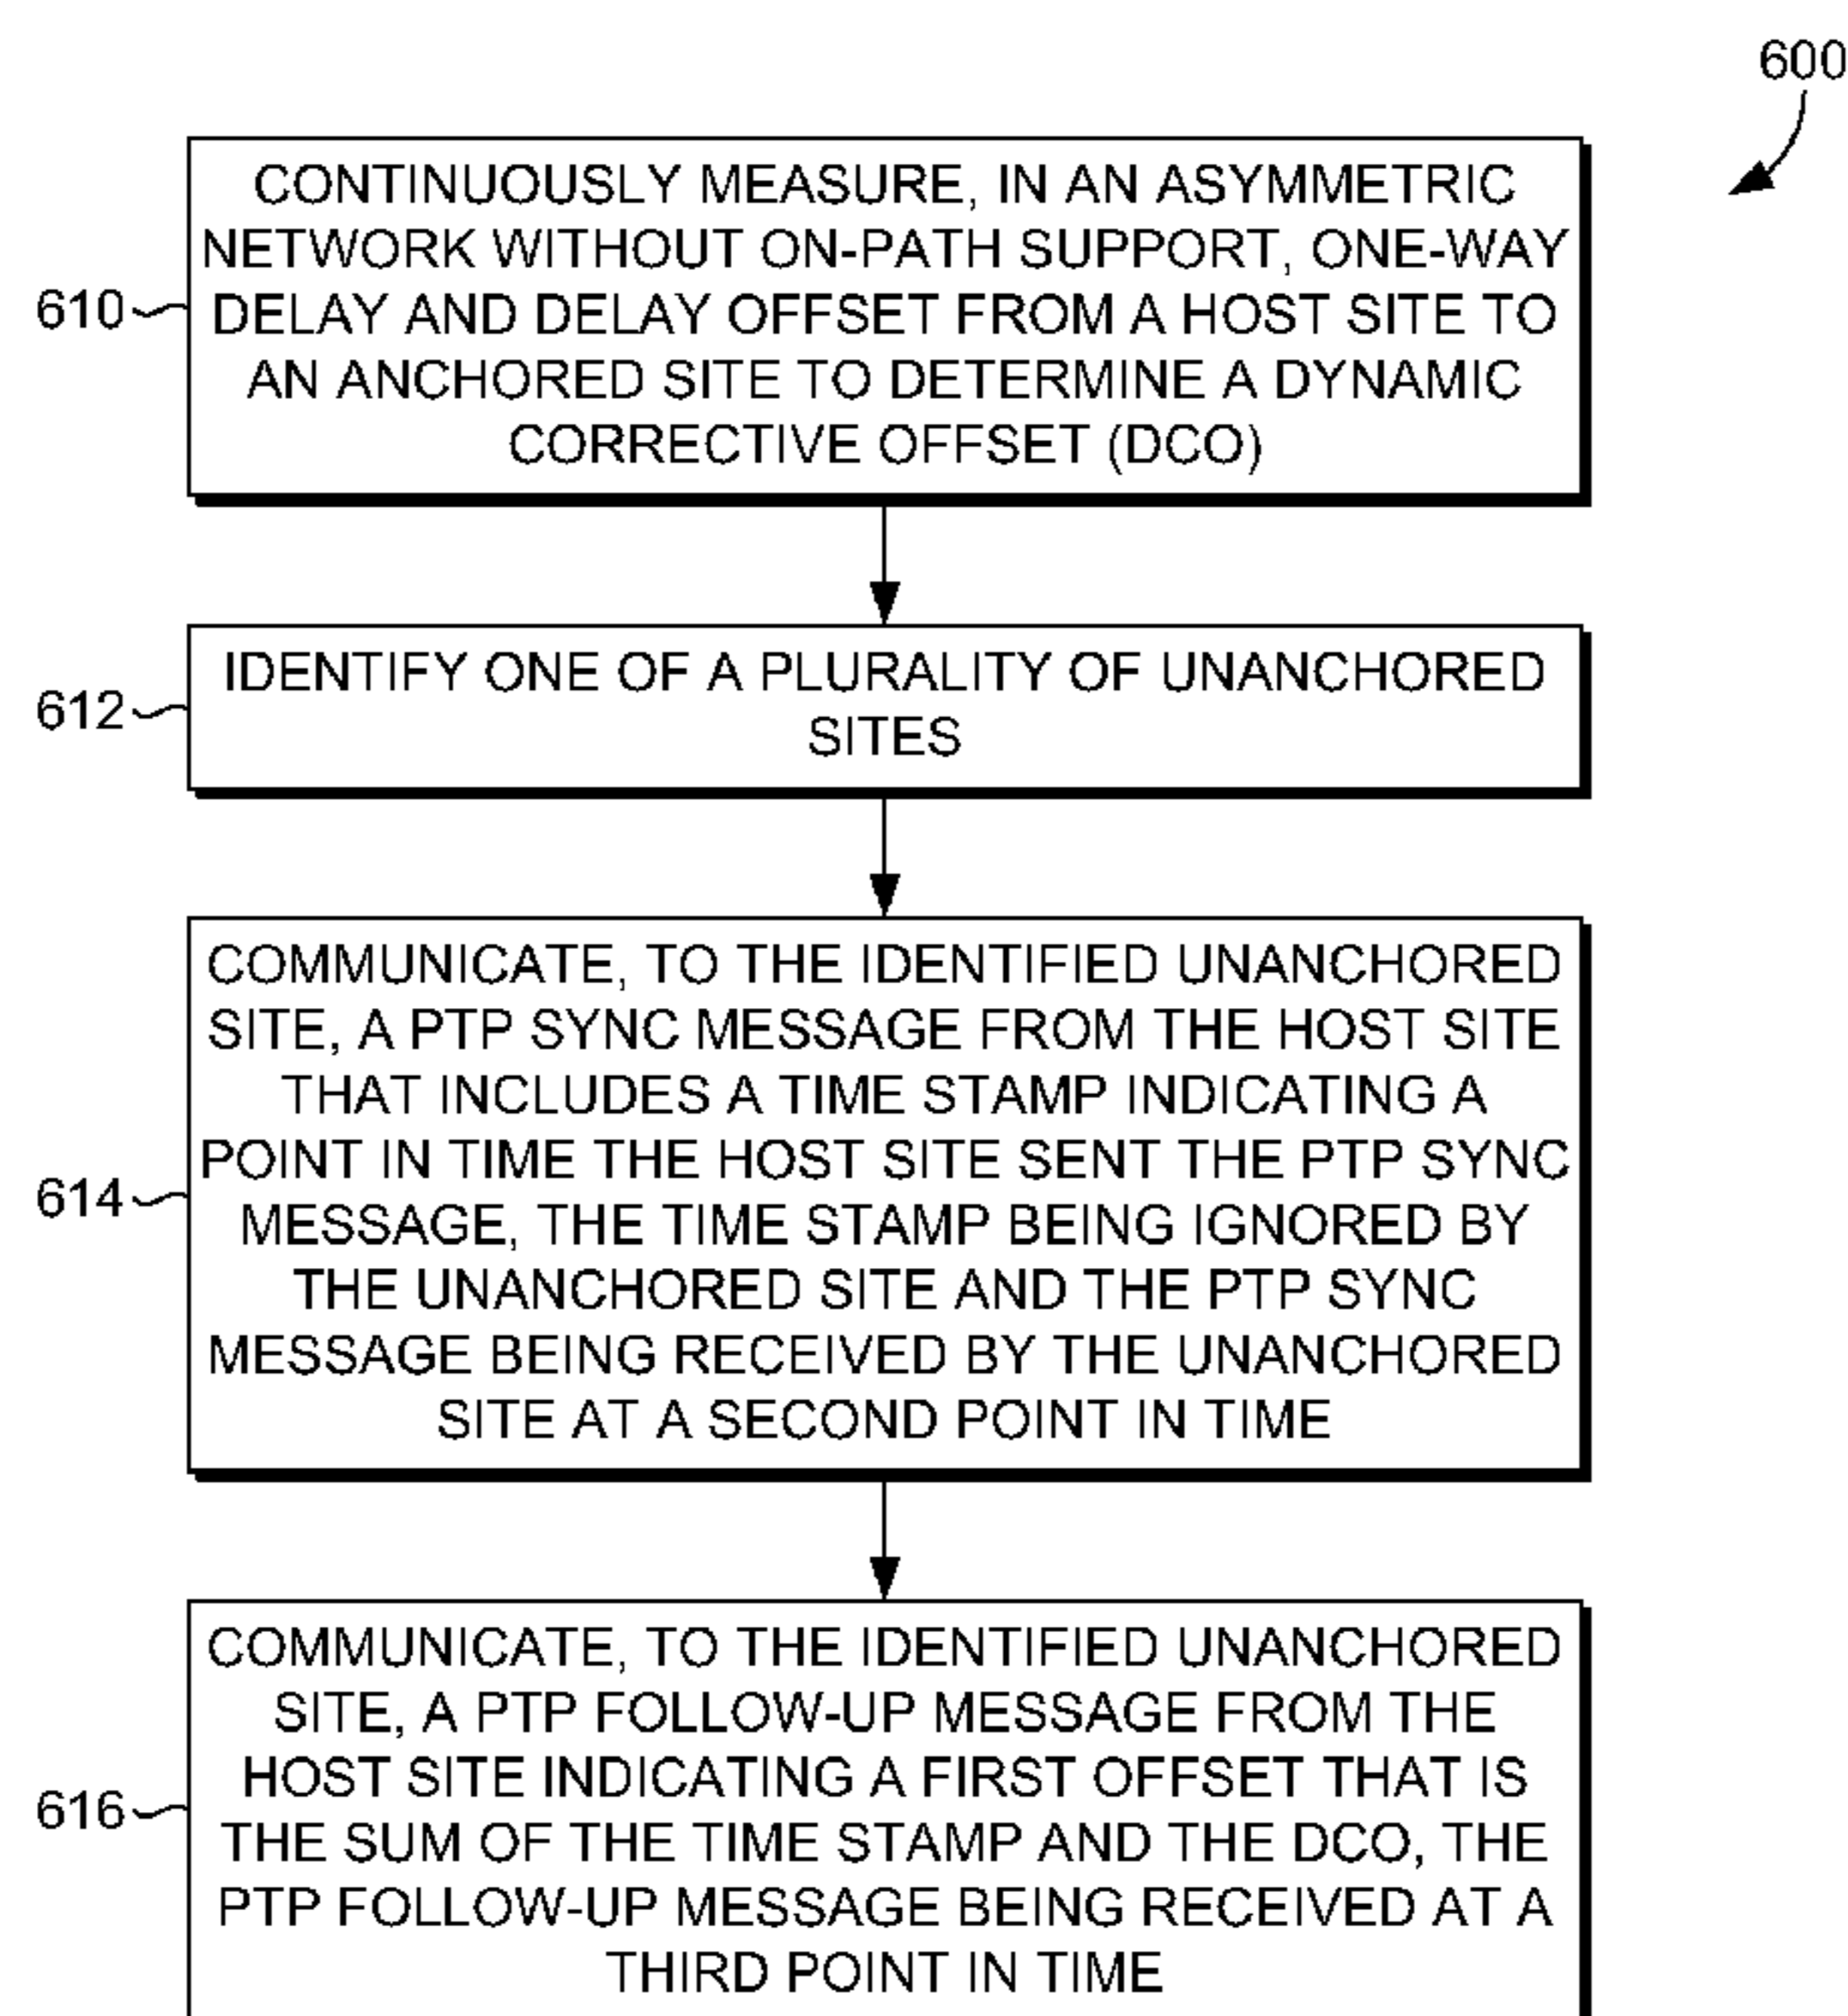 600
CONTINUOUSLY MEASURE, IN AN ASYMMETRIC
NETWORK WITHOUT ON-PATH SUPPORT, ONE-WAY
DELAY AND DELAY OFFSET FROM A HOST SITE TO
AN ANCHORED SITE TO DETERMINE A DYNAMIC
CORRECTIVE OFFSET (DCO)
610
IDENTIFY ONE OF A PLURALITY OF UNANCHORED
SITES
612
COMMUNICATE, TO THE IDENTIFIED UNANCHORED
SITE, A PTP SYNC MESSAGE FROM THE HOST SITE
THAT INCLUDES A TIME STAMP INDICATING A
POINT IN TIME THE HOST SITE SENT THE PTP SYNC
MESSAGE, THE TIME STAMP BEING IGNORED BY
THE UNANCHORED SITE AND THE PTP SYNC
MESSAGE BEING RECEIVED BY THE UNANCHORED
SITE AT A SECOND POINT IN TIME
614
COMMUNICATE, TO THE IDENTIFIED UNANCHORED
SITE, A PTP FOLLOW-UP MESSAGE FROM THE
HOST SITE INDICATING A FIRST OFFSET THAT IS
THE SUM OF THE TIME STAMP AND THE DCO, THE
PTP FOLLOW-UP MESSAGE BEING RECEIVED AT A
THIRD POINT IN TIME
616